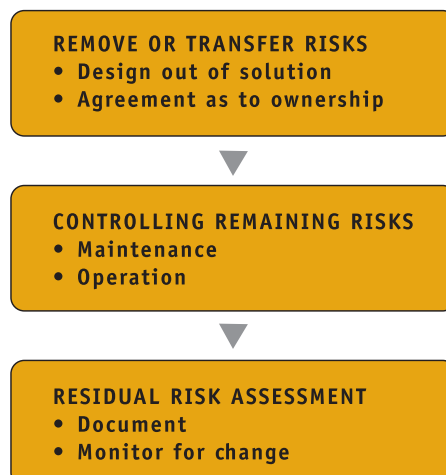 REMOVE OR TRANSFER RISKS
• Design out of solution
• Agreement as to ownership
CONTROLLING REMAINING RISKS
• Maintenance
• Operation
RESIDUAL RISK ASSESSMENT
• Document
• Monitor for change